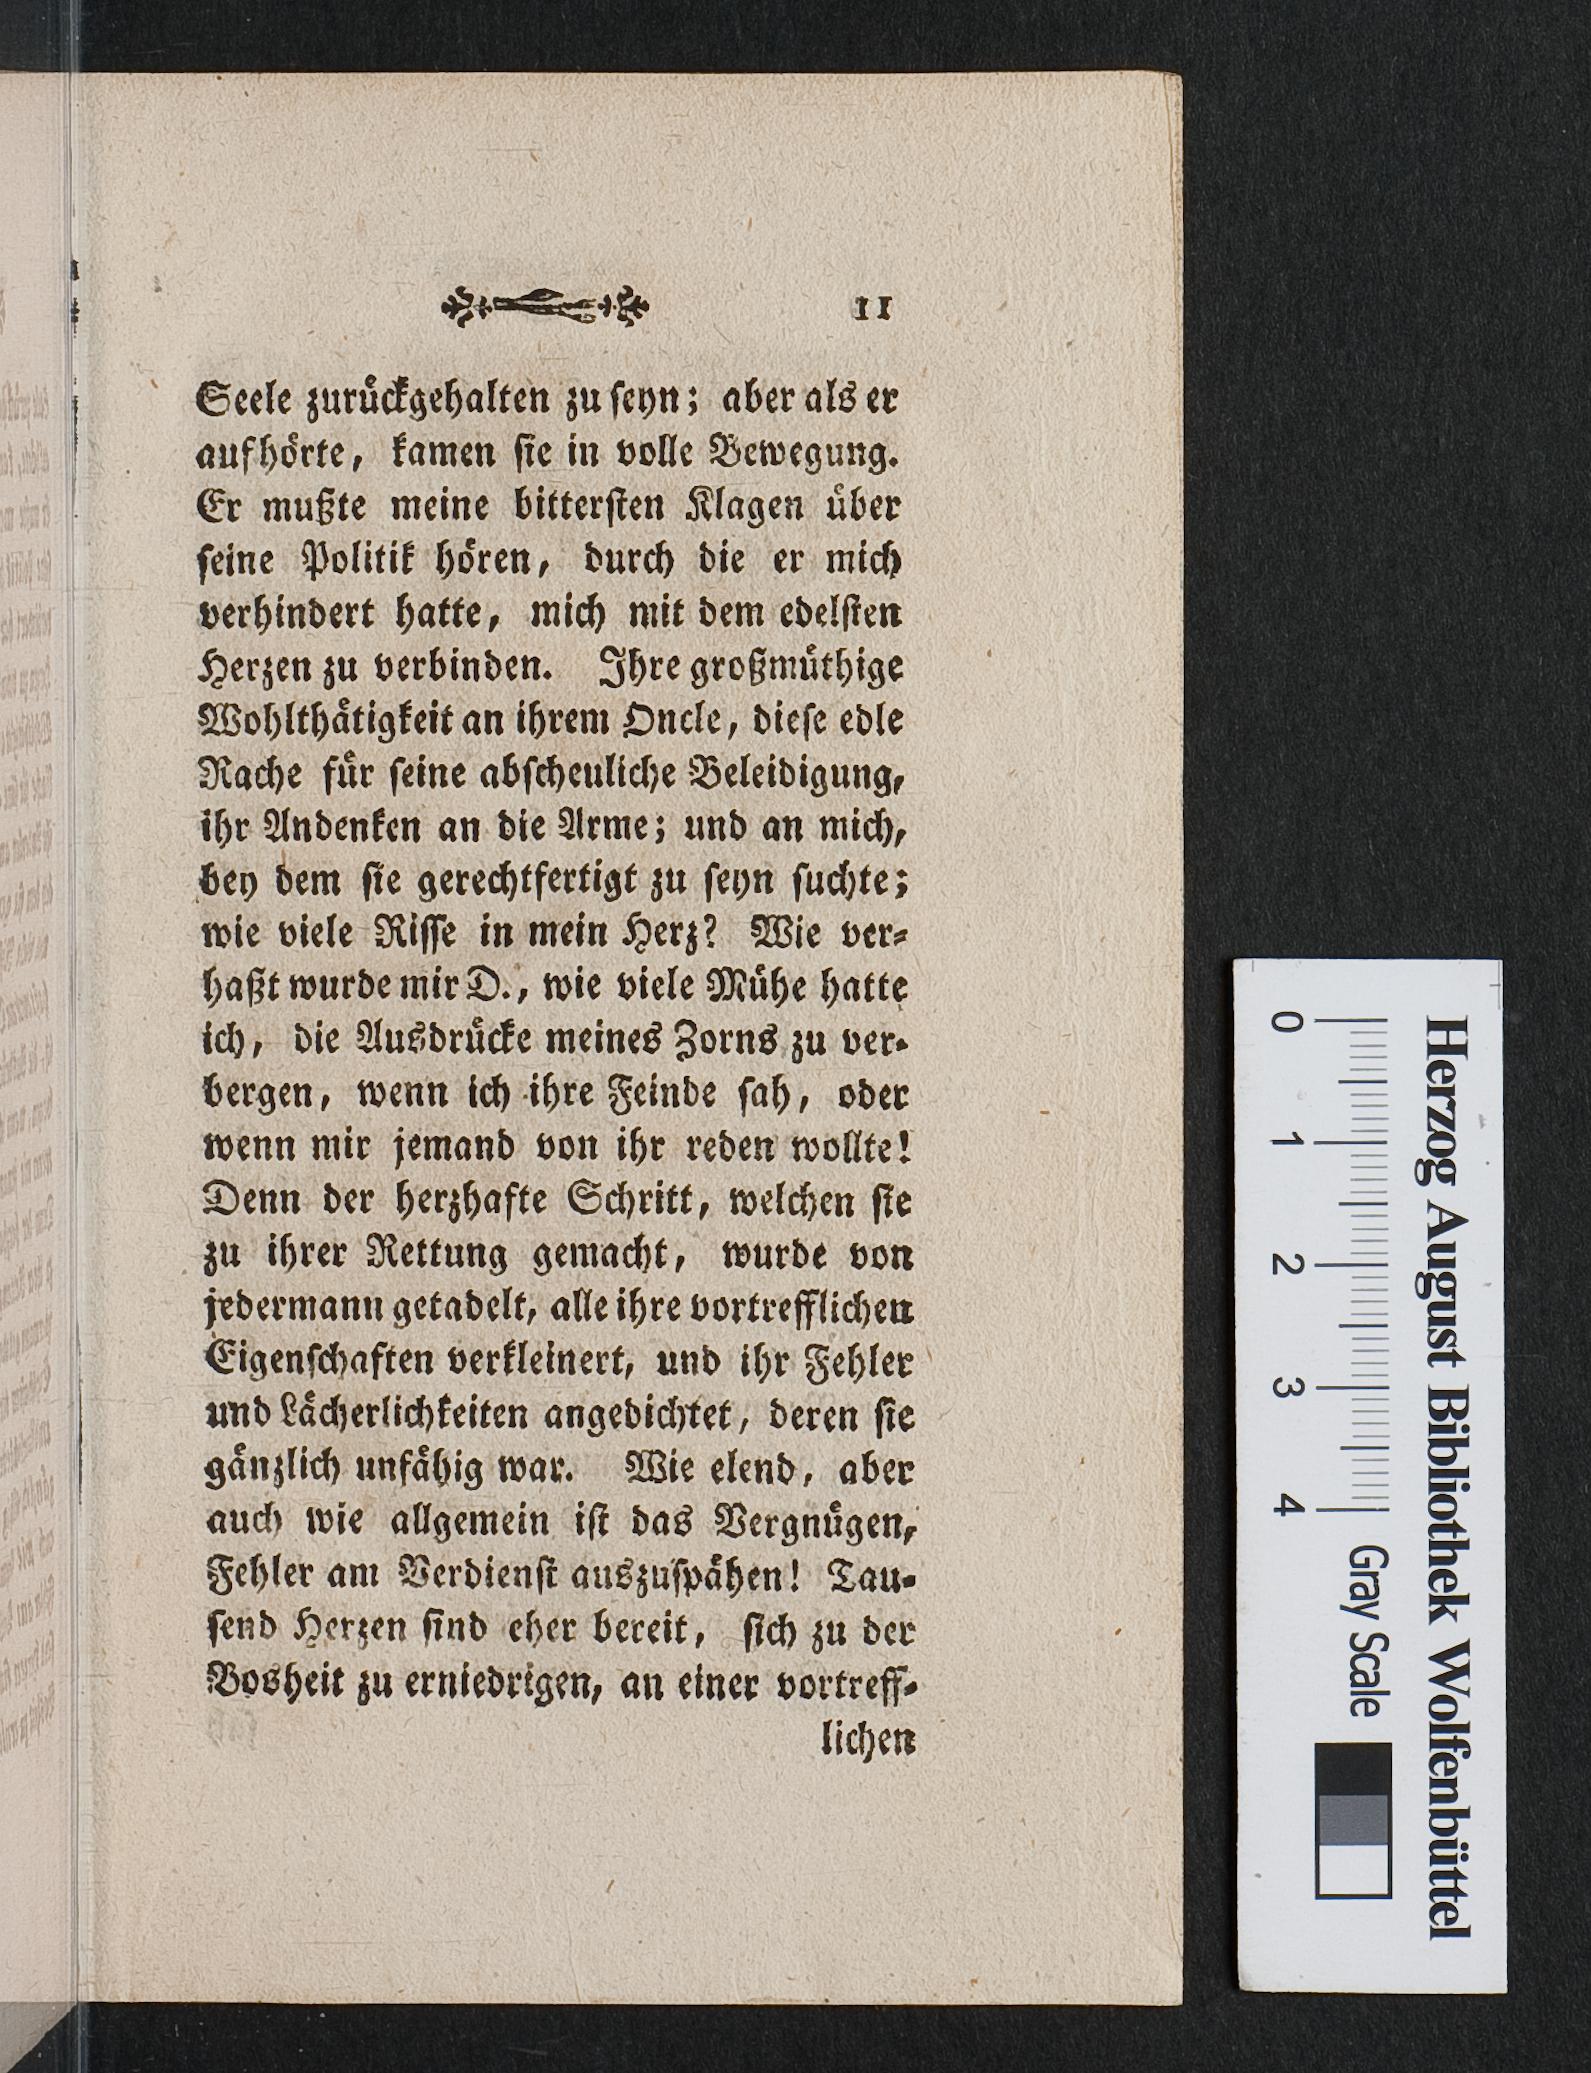 11
Seele zurückgehalten zu seyn; aber als er
aufhörte, kamen sie in volle Bewegung.
Er mußte meine bittersten Klagen über
seine Politik hören, durch die er mich
verhindert hatte, mich mit dem edelsten
Herzen zu verbinden. Ihre großmüthige
Wohlthätigkeit an ihrem Oncle, diese edle
Rache für seine abscheuliche Beleidigung,
ihr Andenken an die Arme; und an mich,
bey dem sie gerechtfertigt zu seyn suchte;
wie viele Risse in mein Herz? Wie ver-
haßt wurde mir D., wie viele Mühe hatte
ich, die Ausdrücke meines Zorns zu ver-
bergen, wenn ich ihre Feinde sah, oder
wenn mir jemand von ihr reden wollte!
Denn der herzhafte Schritt, welchen sie
zu ihrer Rettung gemacht, wurde von
jedermann getadelt, alle ihre vortrefflichen
Eigenschaften verkleinert, und ihr Fehler
und Lächerlichkeiten angedichtet, deren sie
gänzlich unfähig war. Wie elend, aber
auch wie allgemein ist das Vergnügen,
Fehler am Verdienst auszuspähen! Tau-
send Herzen sind eher bereit, sich zu der
Bosheit zu erniedrigen, an einer vortreff-
lichen
Herzog August Bibliothek Wolfenbüttel
0 1 2 3 4 Gray Scale